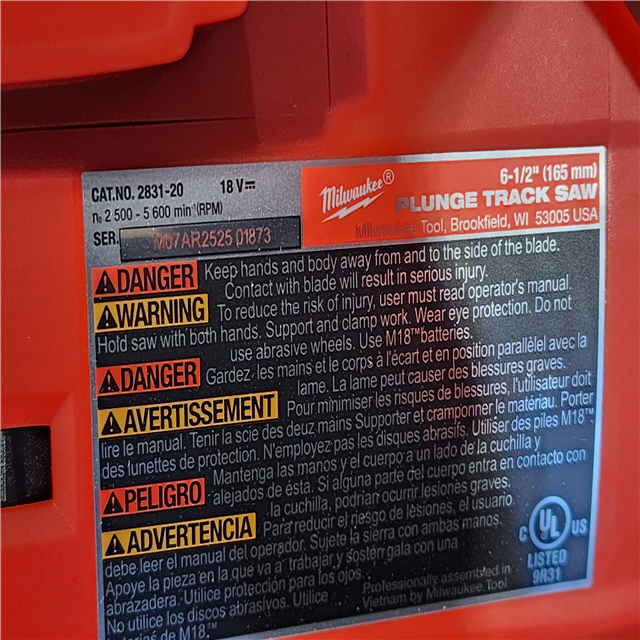 CAT.NO. 2831-20 18 V⎓
n₀ 2 500 - 5 600 min⁻¹(RPM)
SER. M07AR2525 01873
Milwaukee®
6-1/2" (165 mm)
PLUNGE TRACK SAW
Milwaukee Tool, Brookfield, WI 53005 USA
DANGER Keep hands and body away from and to the side of the blade.
Contact with blade will result in serious injury.
WARNING To reduce the risk of injury, user must read operator's manual.
Hold saw with both hands. Support and clamp work. Wear eye protection. Do not
use abrasive wheels. Use M18™ batteries.
DANGER Gardez les mains et le corps à l'écart et en position parallèlel avec la
lame. La lame peut causer des blessures graves.
AVERTISSEMENT Pour minimiser les risques de blessures, l'utilisateur doit
lire le manual. Tenir la scie des deuz mains Supporter et cramponner le matériau. Porter
des lunettes de protection. N'employez pas les disques abrasifs. Utiliser des piles M18™
PELIGRO Mantenga las manos y el cuerpo a un lado de la cuchilla y
alejados de ésta. Si alguna parte del cuerpo entra en contacto con
la cuchilla, podrían ocurrir lesiones graves.
ADVERTENCIA Para reducir el riesgo de lesiones, el usuario
debe leer el manual del operador. Sujete la sierra con ambas manos.
Apoye la pieza en la que va a trabajar y sosténgala con una
abrazadera. Utilice protección para los ojos.
No utilice los discos abrasivos. Utilice
baterías de M18™
Professionally assembled in
Vietnam by Milwaukee Tool
C UL US
LISTED
9R31